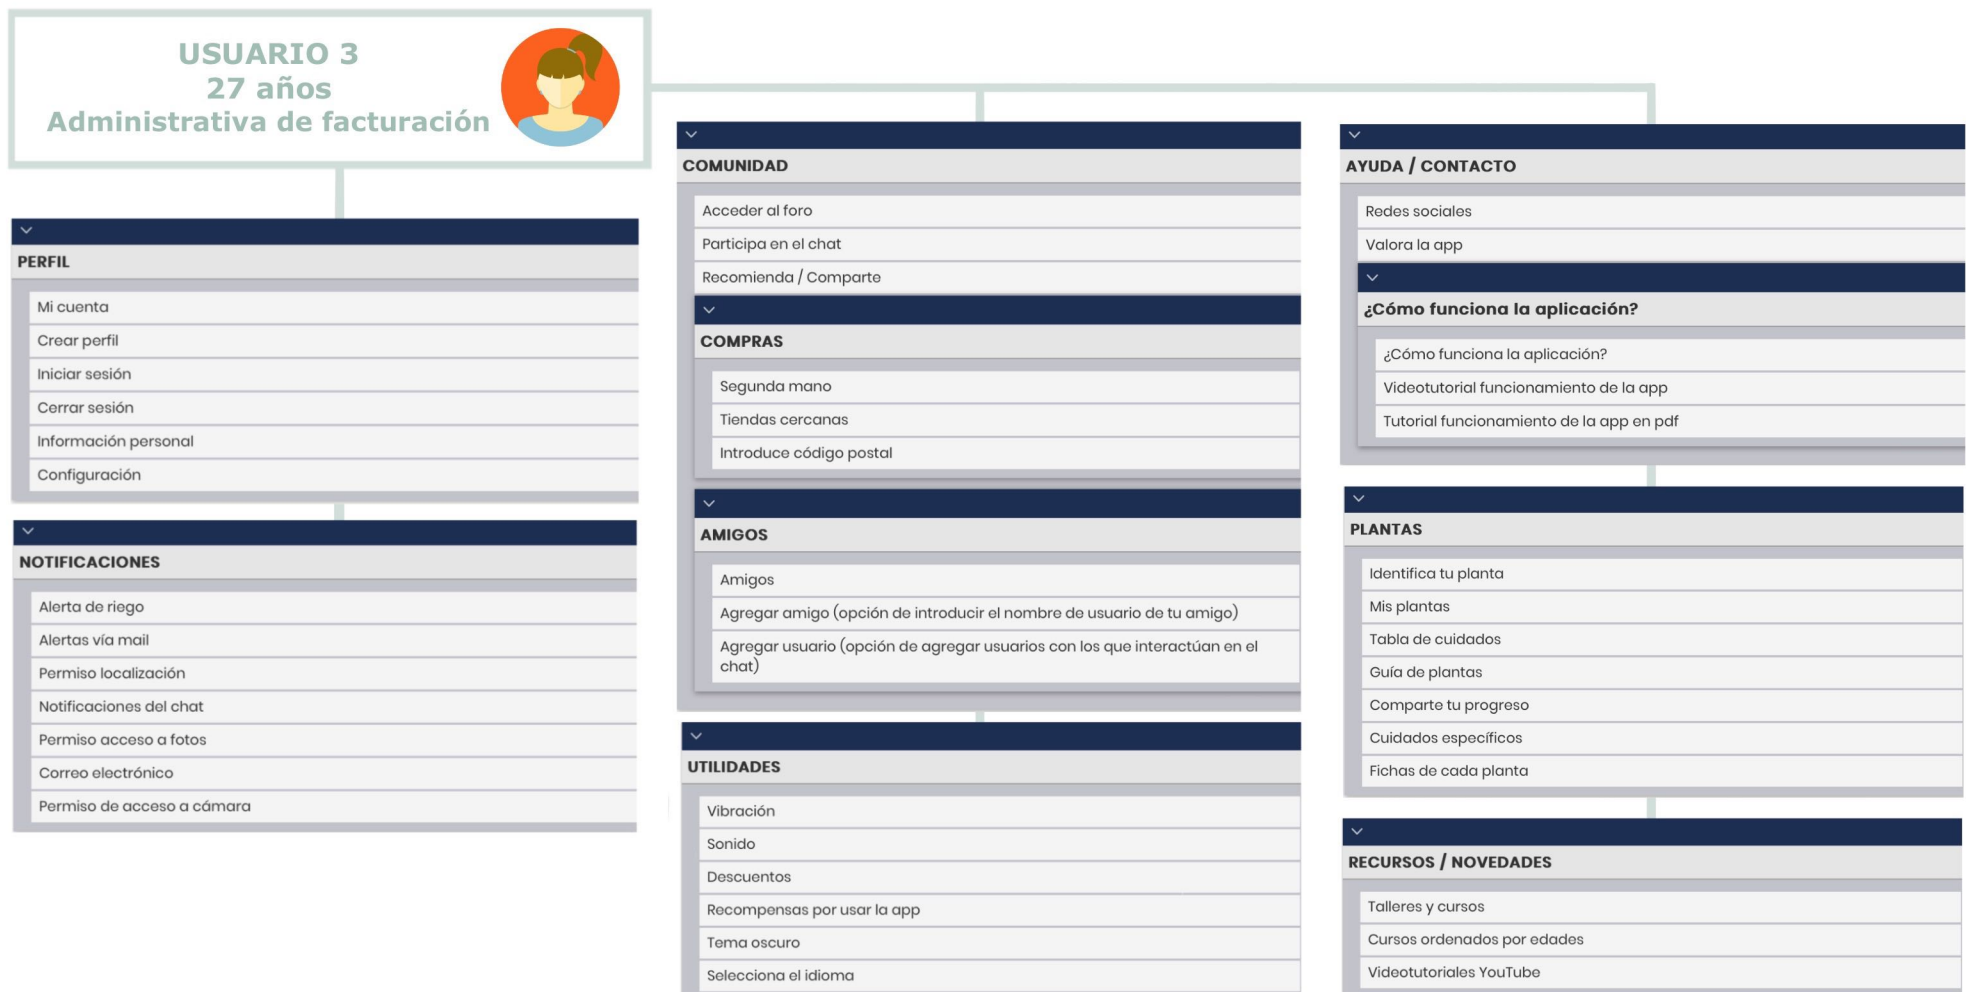 USUARIO 3
27 años
Administrativa de facturación
PERFIL
Mi cuenta
Crear perfil
Iniciar sesión
Cerrar sesión
Información personal
Configuración
NOTIFICACIONES
Alerta de riego
Alertas vía mail
Permiso localización
Notificaciones del chat
Permiso acceso a fotos
Correo electrónico
Permiso de acceso a cámara
COMUNIDAD
Acceder al foro
Participa en el chat
Recomienda / Comparte
COMPRAS
Segunda mano
Tiendas cercanas
Introduce código postal
AMIGOS
Amigos
Agregar amigo (opción de introducir el nombre de usuario de tu amigo)
Agregar usuario (opción de agregar usuarios con los que interactúan en el
chat)
UTILIDADES
Vibración
Sonido
Descuentos
Recompensas por usar la app
Tema oscuro
Selecciona el idioma
AYUDA / CONTACTO
Redes sociales
Valora la app
¿Cómo funciona la aplicación?
¿Cómo funciona la aplicación?
Videotutorial funcionamiento de la app
Tutorial funcionamiento de la app en pdf
PLANTAS
Identifica tu planta
Mis plantas
Tabla de cuidados
Guía de plantas
Comparte tu progreso
Cuidados específicos
Fichas de cada planta
RECURSOS / NOVEDADES
Talleres y cursos
Cursos ordenados por edades
Videotutoriales YouTube